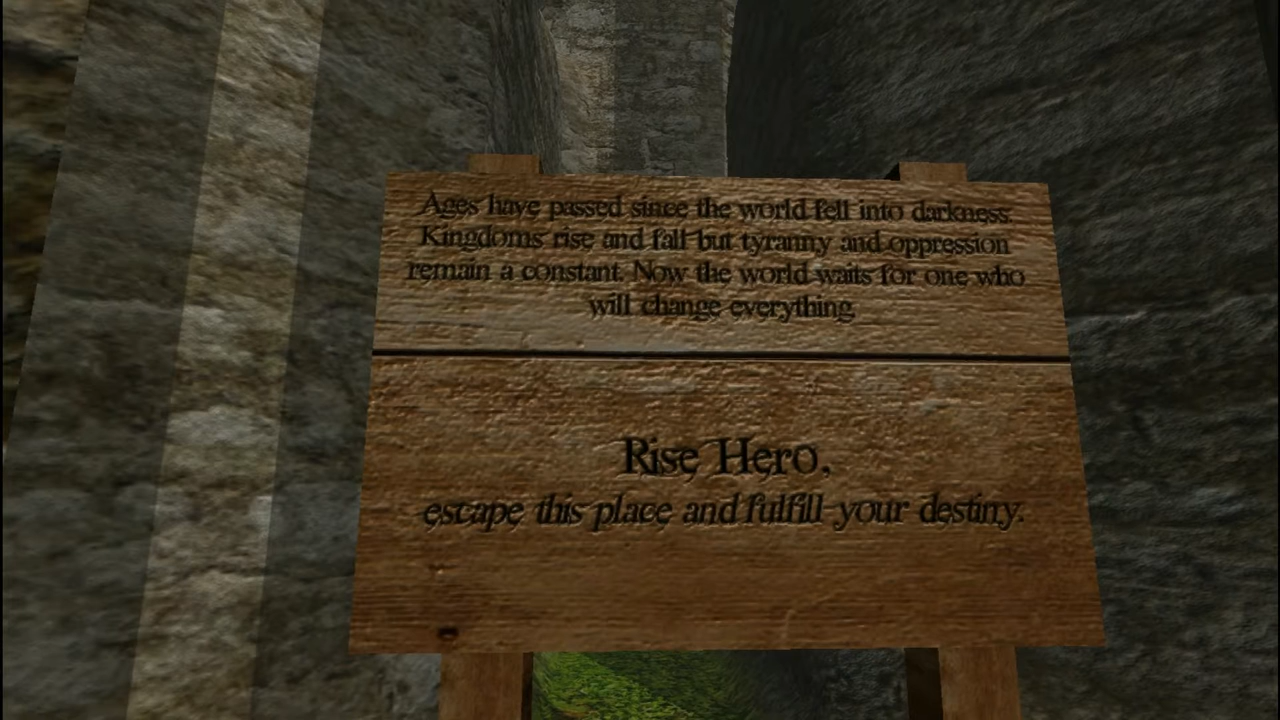 Ages have passed since the world fell into darkness.
Kingdoms rise and fall but tyranny and oppression
remain a constant. Now the world waits for one who
will change everything.
Rise Hero,
escape this place and fulfill your destiny.